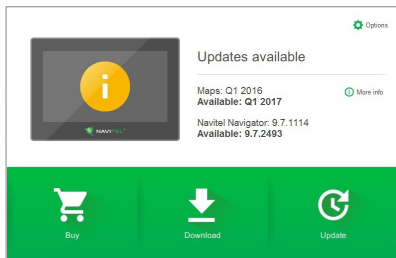 Options
Updates available
Maps: Q1 2016
Available: Q1 2017
More info
Navitel Navigator: 9.7.1114
Available: 9.7.2493
NAVITEL
Buy
Download
Update